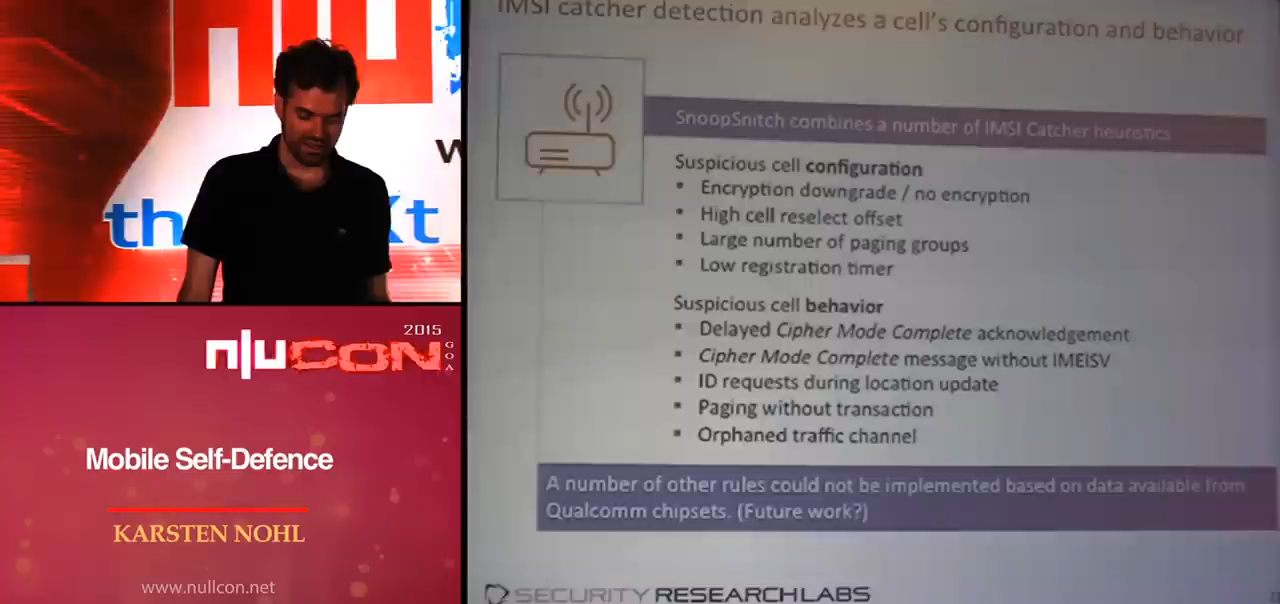 IMSI catcher detection analyzes a cell's configuration and behavior
SnoopSnitch combines a number of IMSI Catcher heuristics
Suspicious cell configuration
▪ Encryption downgrade / no encryption
▪ High cell reselect offset
▪ Large number of paging groups
▪ Low registration timer
Suspicious cell behavior
▪ Delayed Cipher Mode Complete acknowledgement
▪ Cipher Mode Complete message without IMEISV
▪ ID requests during location update
▪ Paging without transaction
▪ Orphaned traffic channel
A number of other rules could not be implemented based on data available from
Qualcomm chipsets. (Future work?)
SECURITY RESEARCH LABS
w
th
t
2015
n|u CON
GOA
Mobile Self-Defence
KARSTEN NOHL
www.nullcon.net